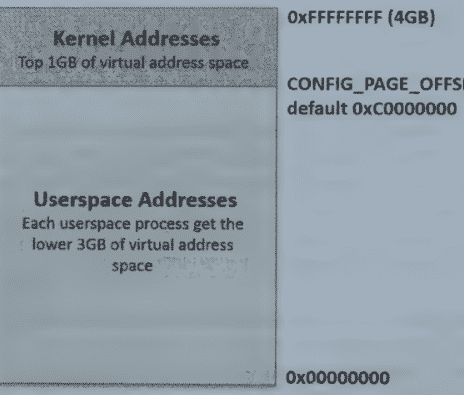 0xFFFFFFFF (4GB)
Kernel Addresses
Top 1GB of virtual address space
CONFIG_PAGE_OFFS
default 0xC0000000
Userspace Addresses
Each userspace process get the
lower 3GB of virtual address
space
0x00000000